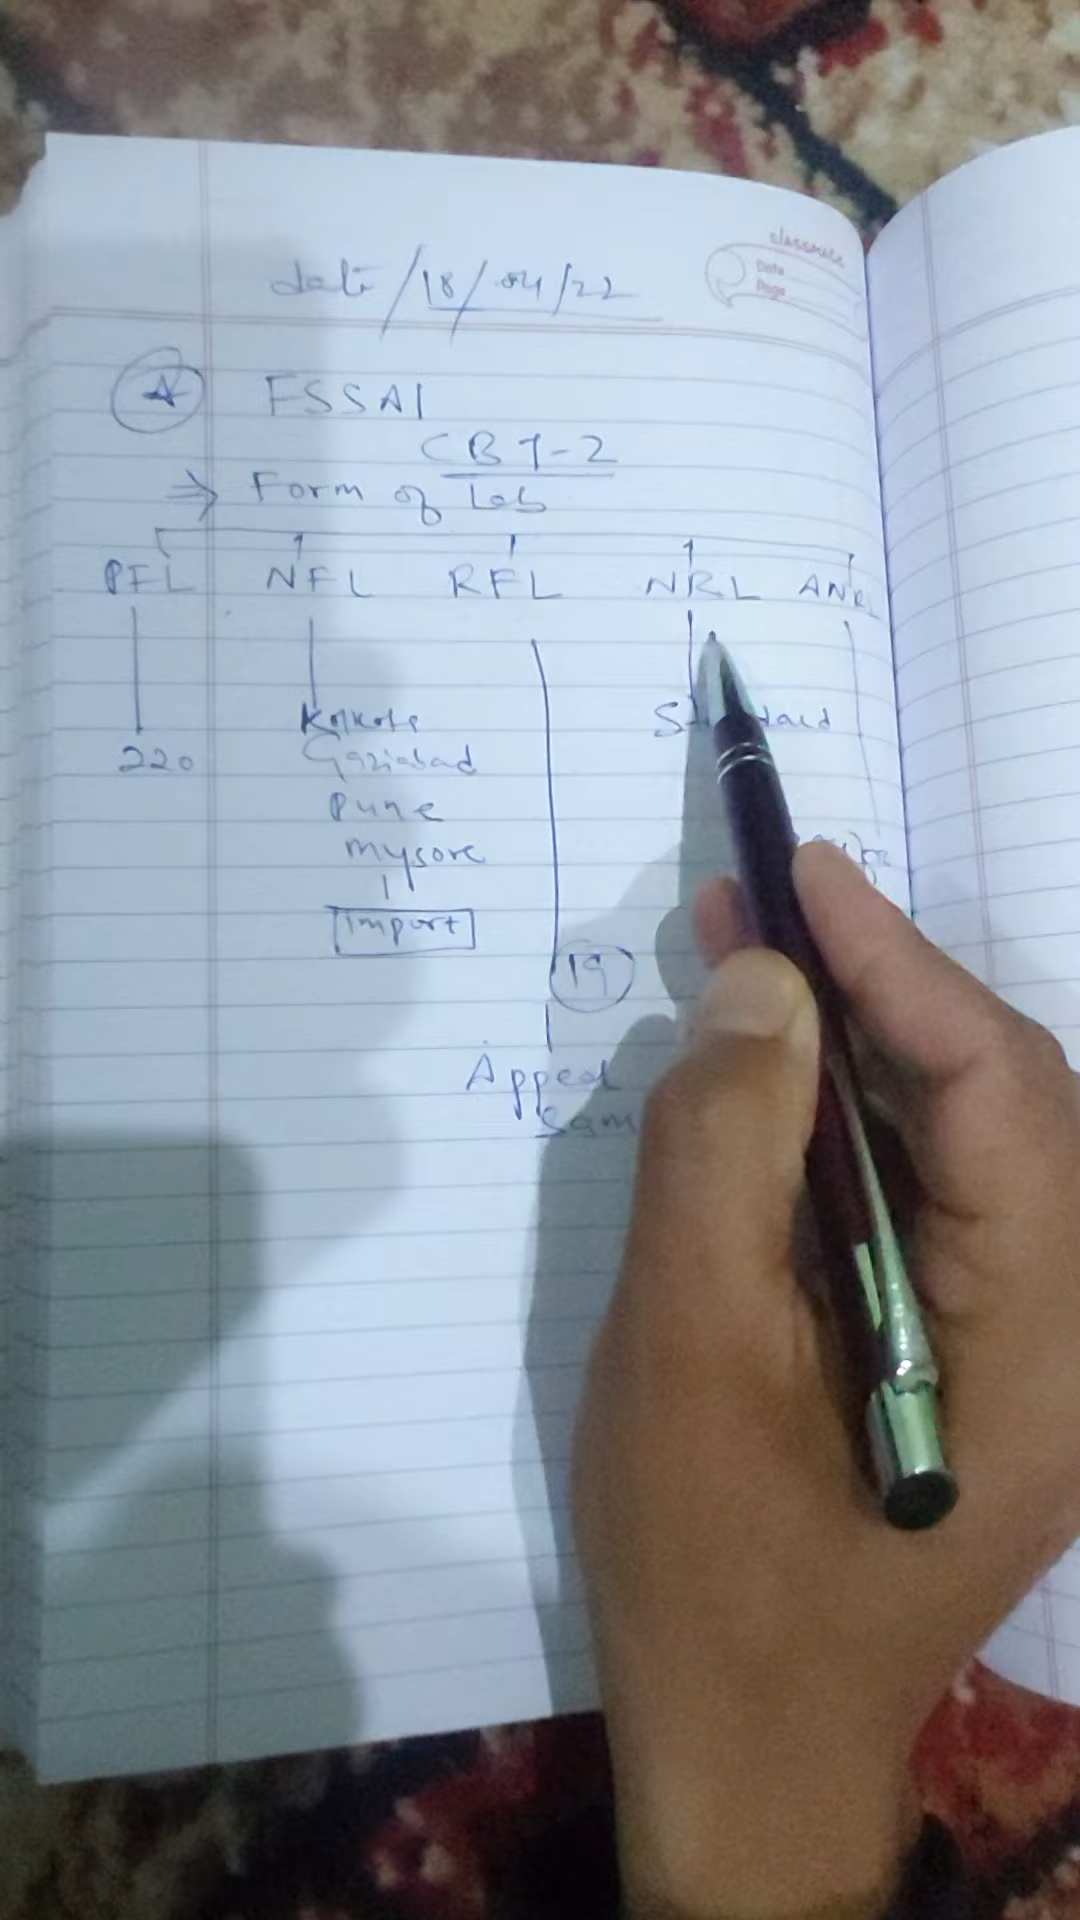 classmate
Date
Page
date / 18/04/22
FSSAI
CBT-2
⇒ Form of Lab
PFL NFL RFL NRL ANRL
220
Kolkata
Gaziabad
Pune
mysore
Import
19
Appeal